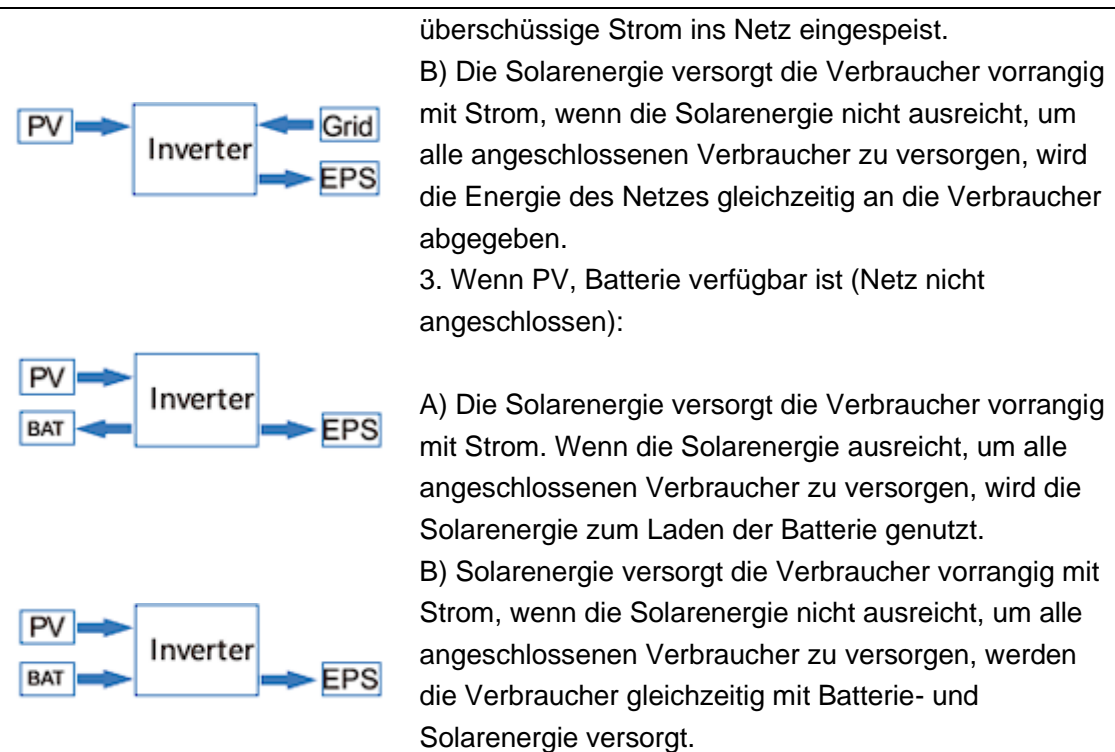 überschüssige Strom ins Netz eingespeist.
B) Die Solarenergie versorgt die Verbraucher vorrangig
mit Strom, wenn die Solarenergie nicht ausreicht, um
alle angeschlossenen Verbraucher zu versorgen, wird
die Energie des Netzes gleichzeitig an die Verbraucher
abgegeben.
PV
Inverter
Grid
EPS
3. Wenn PV, Batterie verfügbar ist (Netz nicht
angeschlossen):
A) Die Solarenergie versorgt die Verbraucher vorrangig
mit Strom. Wenn die Solarenergie ausreicht, um alle
angeschlossenen Verbraucher zu versorgen, wird die
Solarenergie zum Laden der Batterie genutzt.
PV
BAT
Inverter
EPS
B) Solarenergie versorgt die Verbraucher vorrangig mit
Strom, wenn die Solarenergie nicht ausreicht, um alle
angeschlossenen Verbraucher zu versorgen, werden
die Verbraucher gleichzeitig mit Batterie- und
Solarenergie versorgt.
PV
BAT
Inverter
EPS